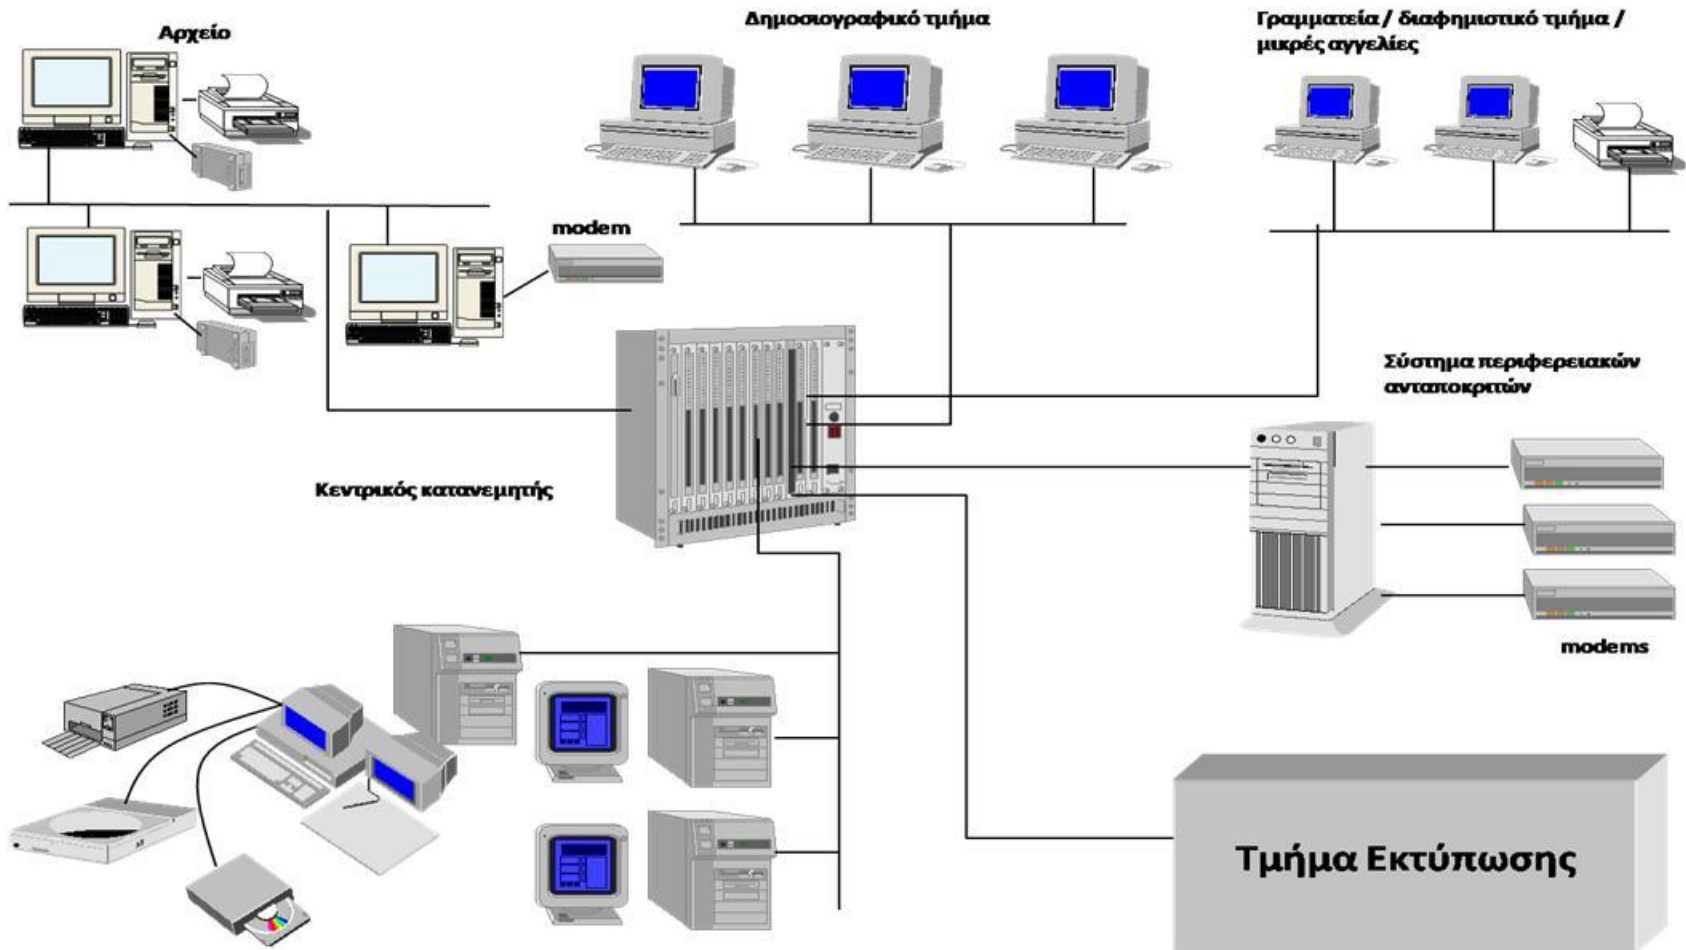 Αρχείο
Δημοσιογραφικό τμήμα
Γραμματεία / διαφημιστικό τμήμα /
μικρές αγγελίες
modem
Σύστημα περιφερειακών
ανταποκριτών
Κεντρικός κατανεμητής
modems
Τμήμα Εκτύπωσης